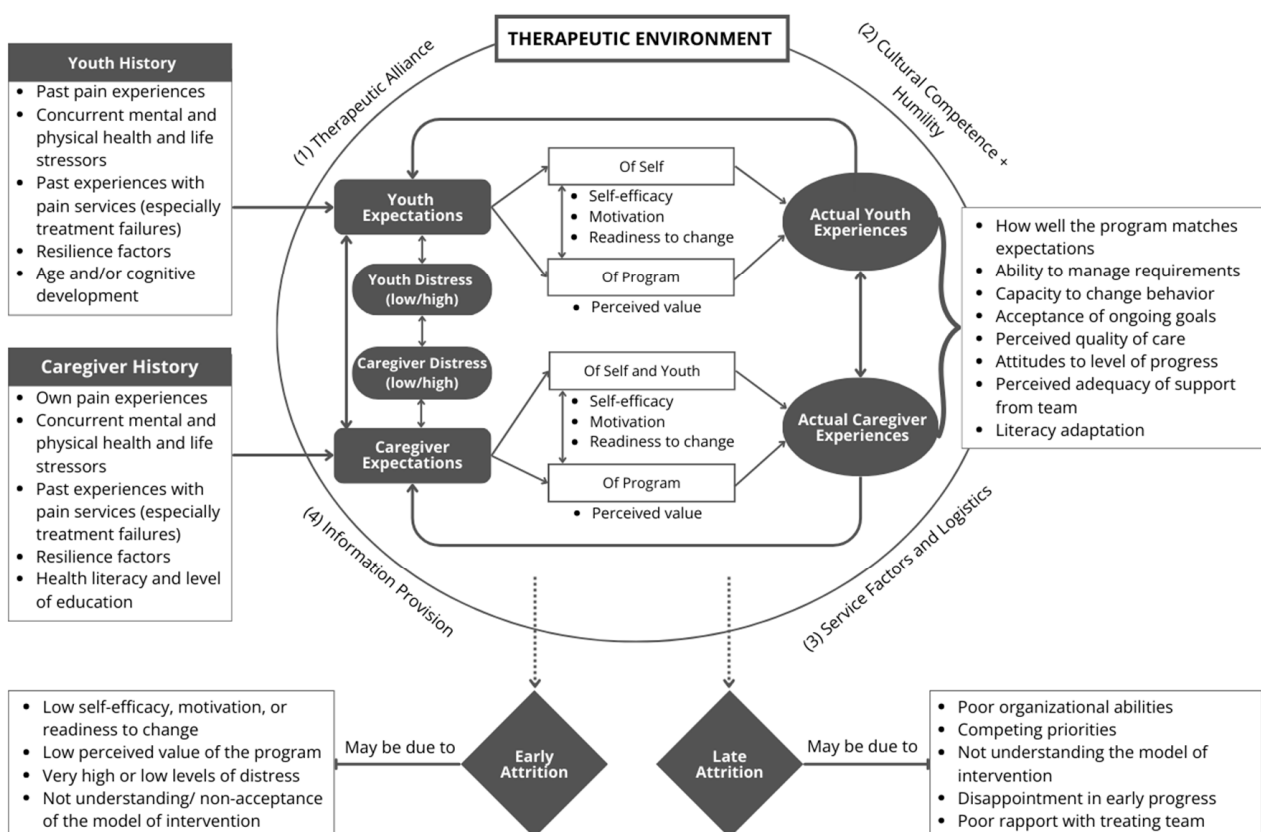 THERAPEUTIC ENVIRONMENT
(1) Therapeutic Alliance
(2) Cultural Competence +
Humility
(3) Service Factors and Logistics
(4) Information Provision
Youth History
• Past pain experiences
• Concurrent mental and
physical health and life
stressors
• Past experiences with
pain services (especially
treatment failures)
• Resilience factors
• Age and/or cognitive
development
Caregiver History
• Own pain experiences
• Concurrent mental and
physical health and life
stressors
• Past experiences with
pain services (especially
treatment failures)
• Resilience factors
• Health literacy and level
of education
Youth
Expectations
Youth Distress
(low/high)
Caregiver Distress
(low/high)
Caregiver
Expectations
Of Self
• Self-efficacy
• Motivation
• Readiness to change
Of Program
• Perceived value
Of Self and Youth
• Self-efficacy
• Motivation
• Readiness to change
Of Program
• Perceived value
Actual Youth
Experiences
Actual Caregiver
Experiences
• How well the program matches
expectations
• Ability to manage requirements
• Capacity to change behavior
• Acceptance of ongoing goals
• Perceived quality of care
• Attitudes to level of progress
• Perceived adequacy of support
from team
• Literacy adaptation
• Low self-efficacy, motivation, or
readiness to change
• Low perceived value of the program
• Very high or low levels of distress
• Not understanding/ non-acceptance
of the model of intervention
May be due to
Early
Attrition
Late
Attrition
May be due to
• Poor organizational abilities
• Competing priorities
• Not understanding the model of
intervention
• Disappointment in early progress
• Poor rapport with treating team